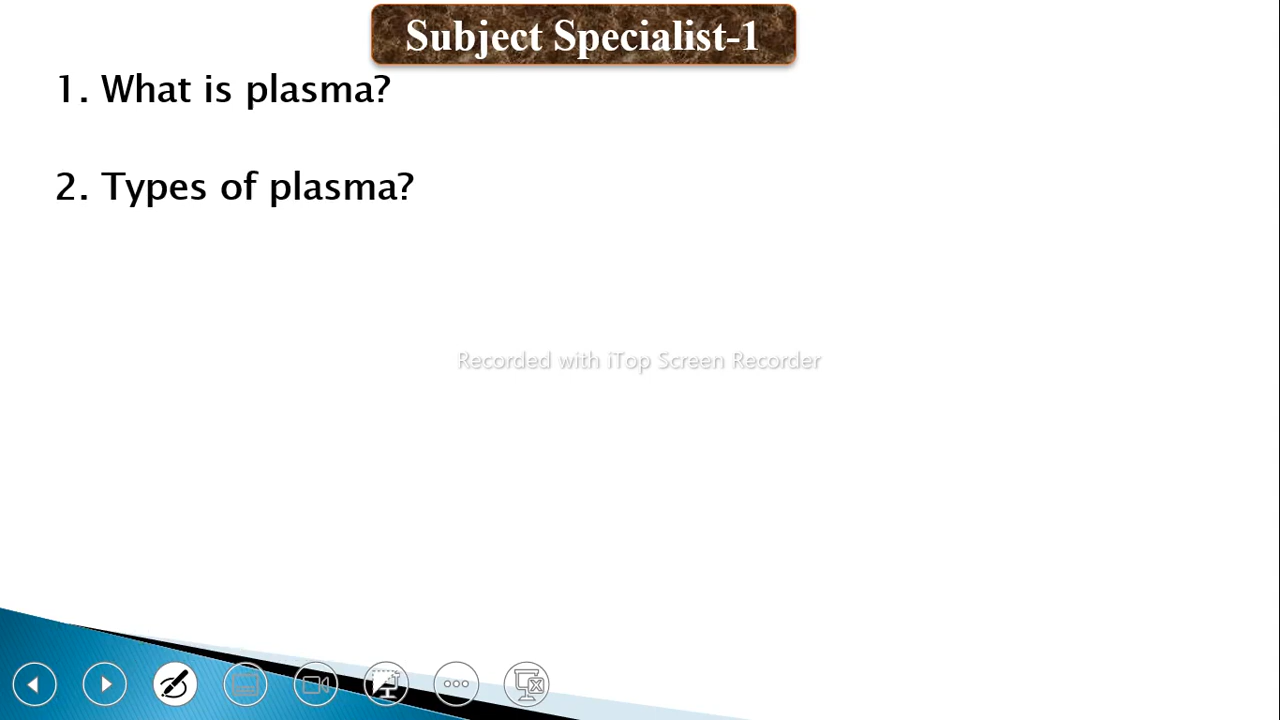 Subject Specialist-1
1. What is plasma?
2. Types of plasma?
Recorded with iTop Screen Recorder